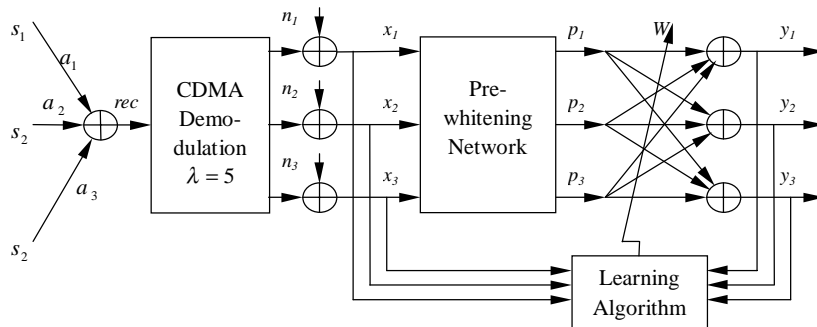 s1
a1
a2
rec
s2
a3
s2
CDMA
Demo-
dulation
λ = 5
n1
n2
n3
x1
x2
x3
Pre-
whitening
Network
p1
p2
p3
W
y1
y2
y3
Learning
Algorithm